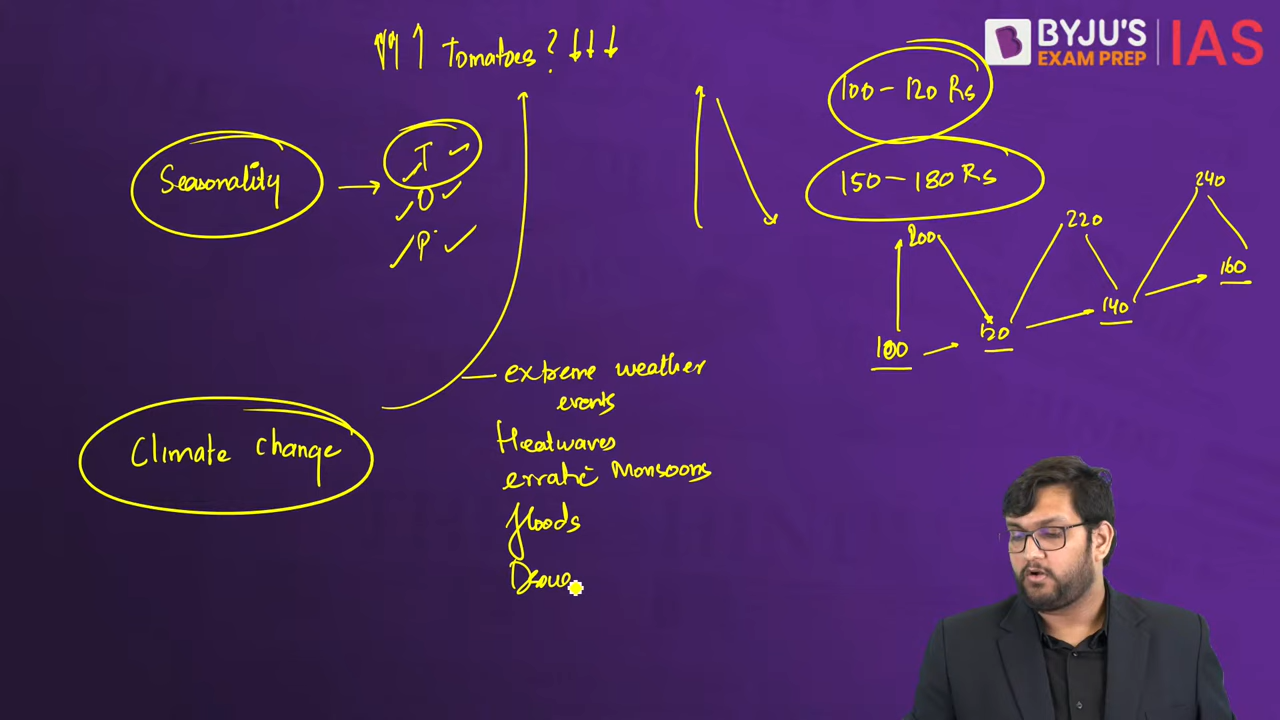 ↑↑↑ Tomatoes? ↓↓↓
BYJU'S
EXAM PREP
IAS
100 – 120 Rs
150 – 180 Rs
Seasonality → T
O
P
200
220
240
100
140
160
Climate change
extreme weather
events
Heatwaves
erratic Monsoons
floods